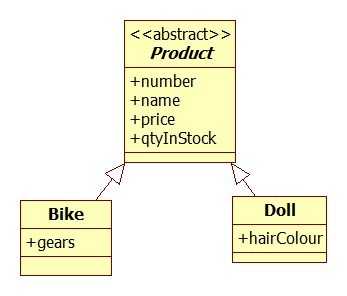 <<abstract>>
Product
+number
+name
+price
+qtyInStock
Bike
+gears
Doll
+hairColour